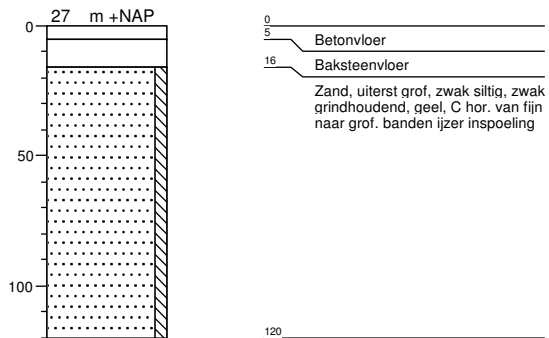 27 m +NAP
0
50
100
0
5
Betonvloer
16
Baksteenvloer
Zand, uiterst grof, zwak siltig, zwak
grindhoudend, geel, C hor. van fijn
naar grof. banden ijzer inspoeling
120